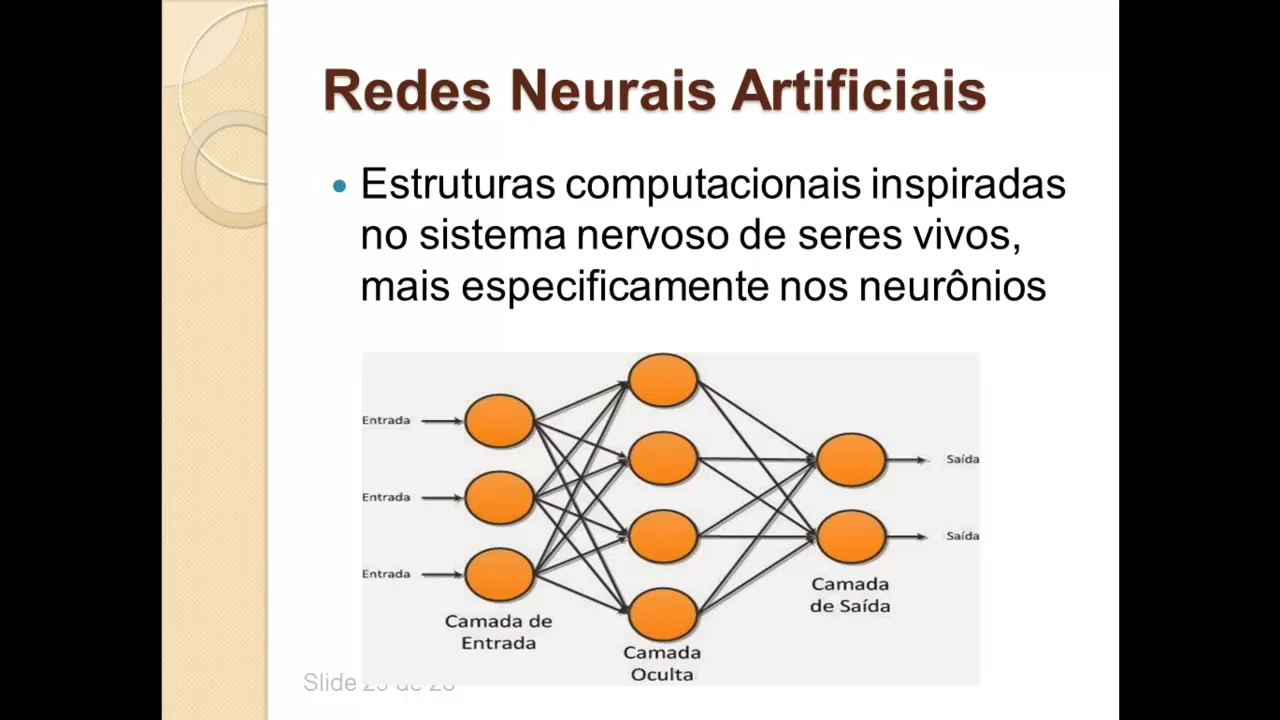 Redes Neurais Artificiais
Estruturas computacionais inspiradas
no sistema nervoso de seres vivos,
mais especificamente nos neurônios
Entrada
Entrada
Entrada
Camada de
Entrada
Camada
Oculta
Camada
de Saída
Saída
Saída
Slide